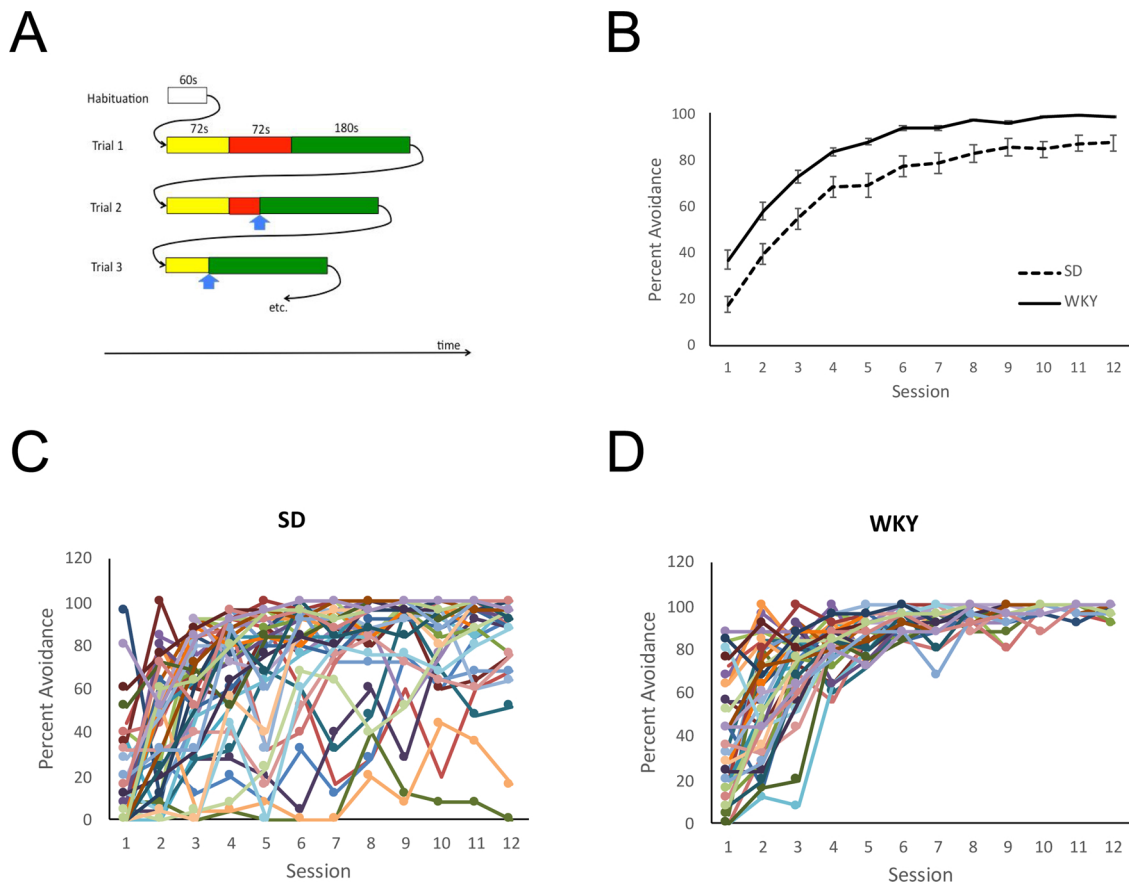 A
60s
Habituation
72s 72s 180s
Trial 1
Trial 2
Trial 3
etc.
time
B
Percent Avoidance
100
80
60
40
20
0
SD
WKY
1 2 3 4 5 6 7 8 9 10 11 12
Session
C
SD
Percent Avoidance
120
100
80
60
40
20
0
1 2 3 4 5 6 7 8 9 10 11 12
Session
D
WKY
Percent Avoidance
120
100
80
60
40
20
0
1 2 3 4 5 6 7 8 9 10 11 12
Session